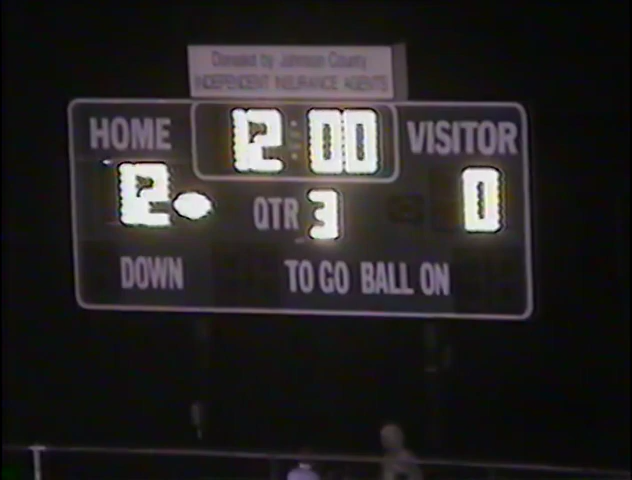 Donated by Johnson County
INDEPENDENT INSURANCE AGENTS
HOME 12:00 VISITOR
12 QTR 3 0
DOWN TO GO BALL ON